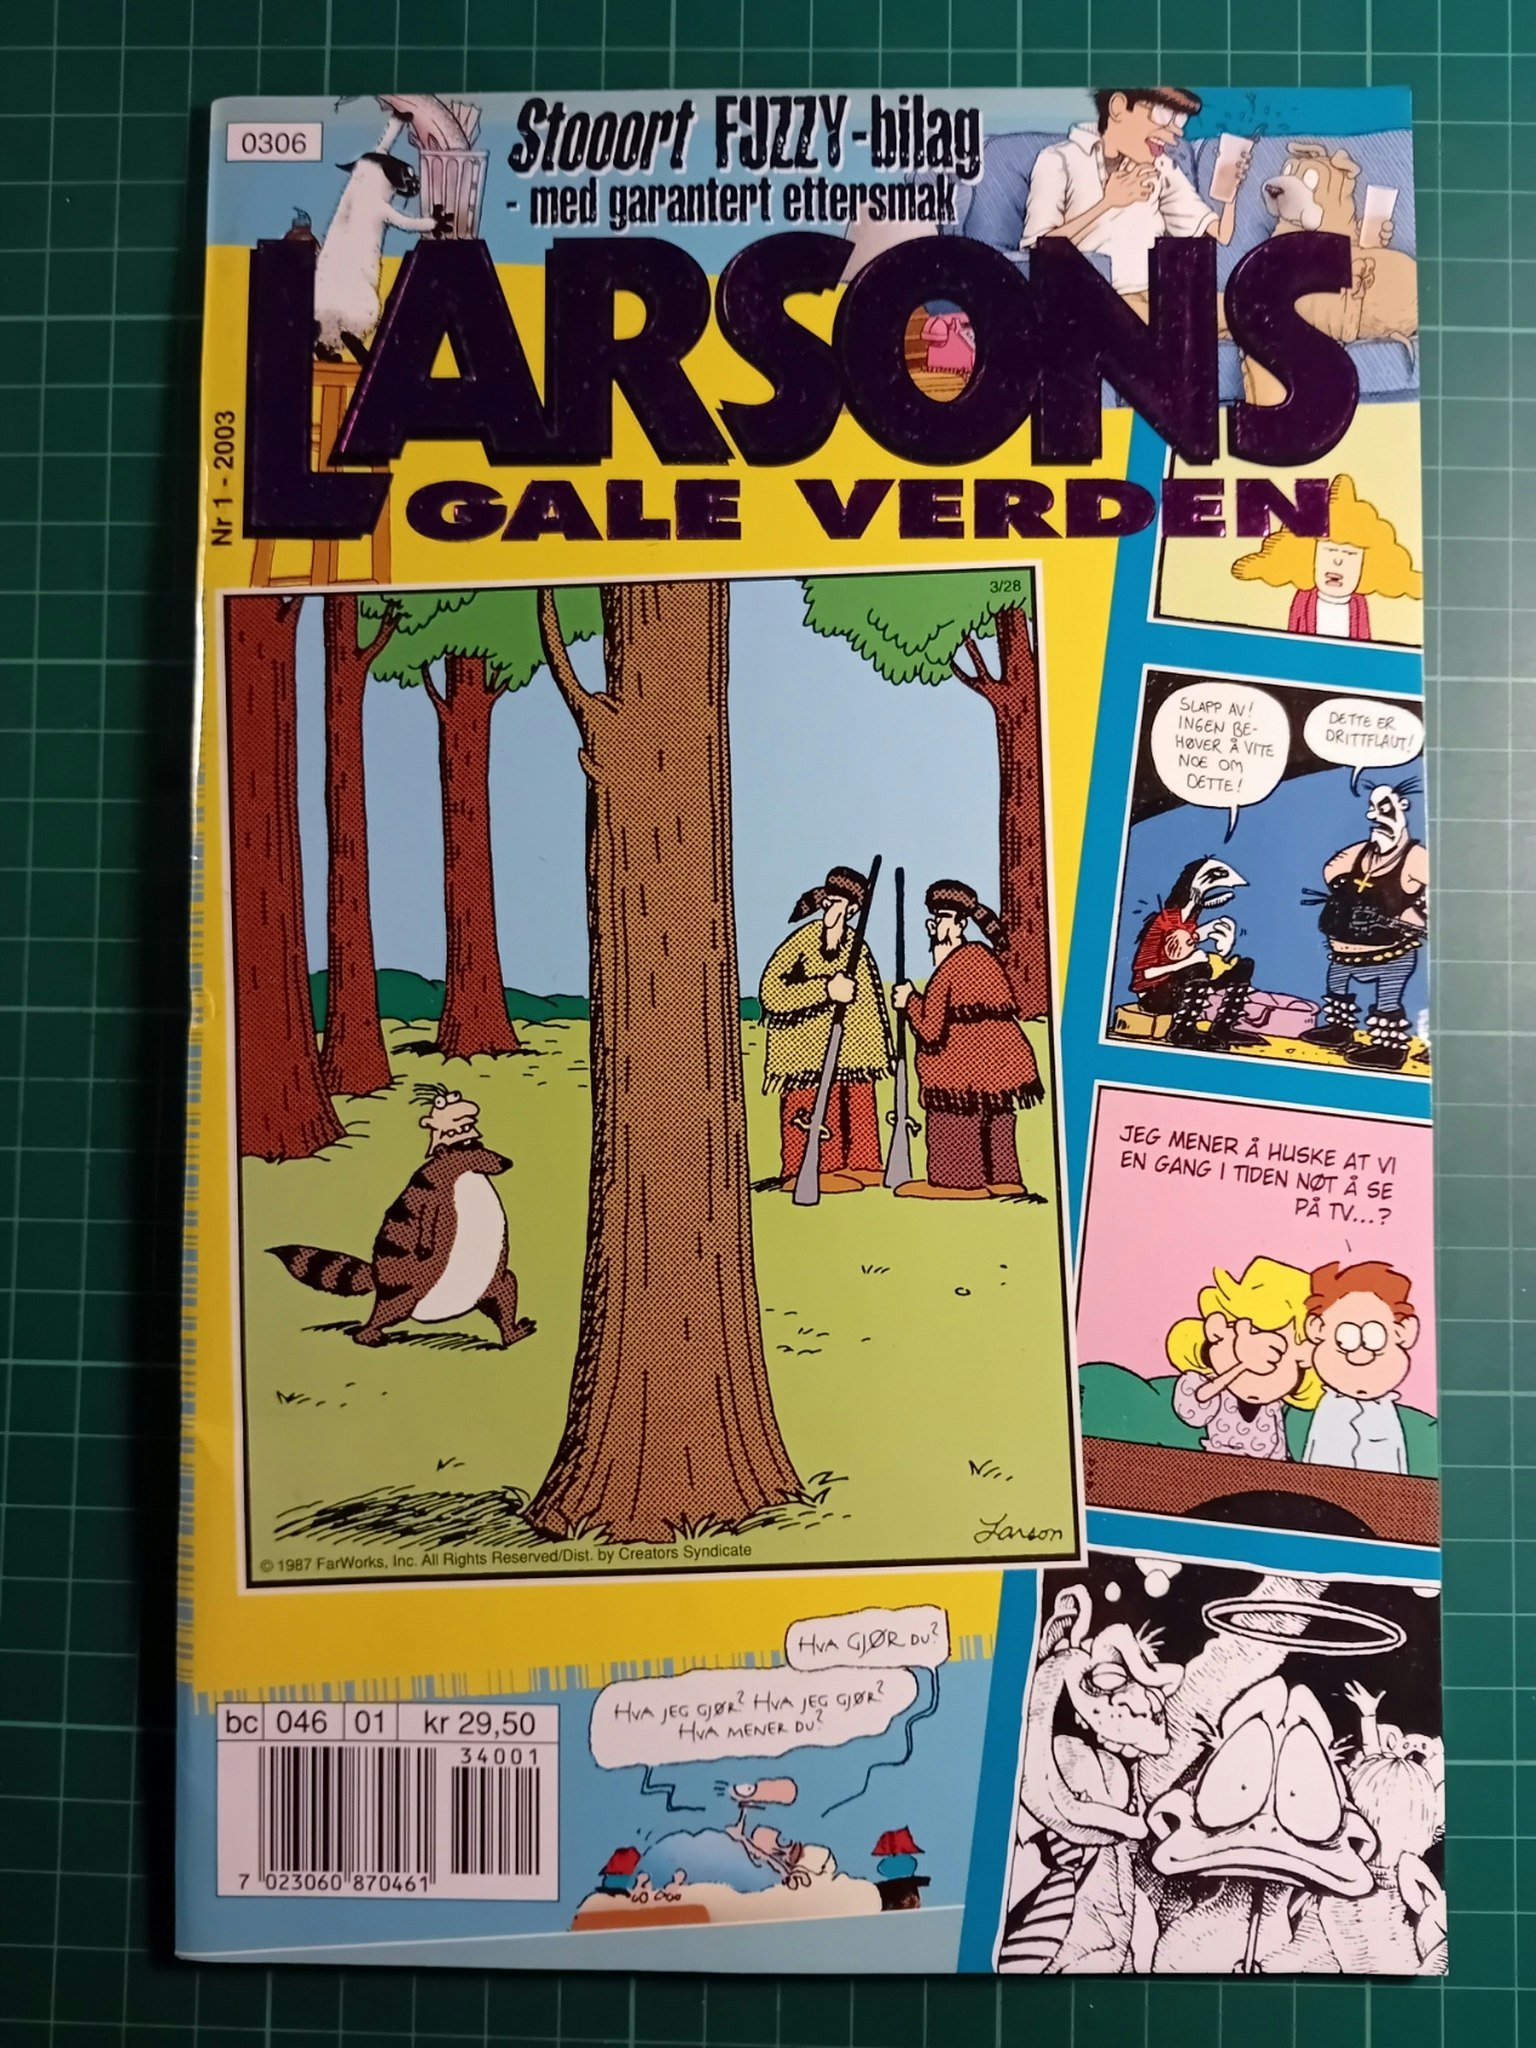 0306
Stooort FUZZY-bilag
- med garantert ettersmak
LARSONS
GALE VERDEN
Nr 1 - 2003
3/28
SLAPP AV!
INGEN BE-
HØVER Å VITE
NOE OM
DETTE!
DETTE ER
DRITTFLAUT!
JEG MENER Å HUSKE AT VI
EN GANG I TIDEN NØT Å SE
PÅ TV...?
Larson
© 1987 FarWorks, Inc. All Rights Reserved/Dist. by Creators Syndicate
HVA GJØR DU?
HVA JEG GJØR? HVA JEG GJØR?
HVA MENER DU?
bc 046 01 kr 29,50
34001
7 023060 870461